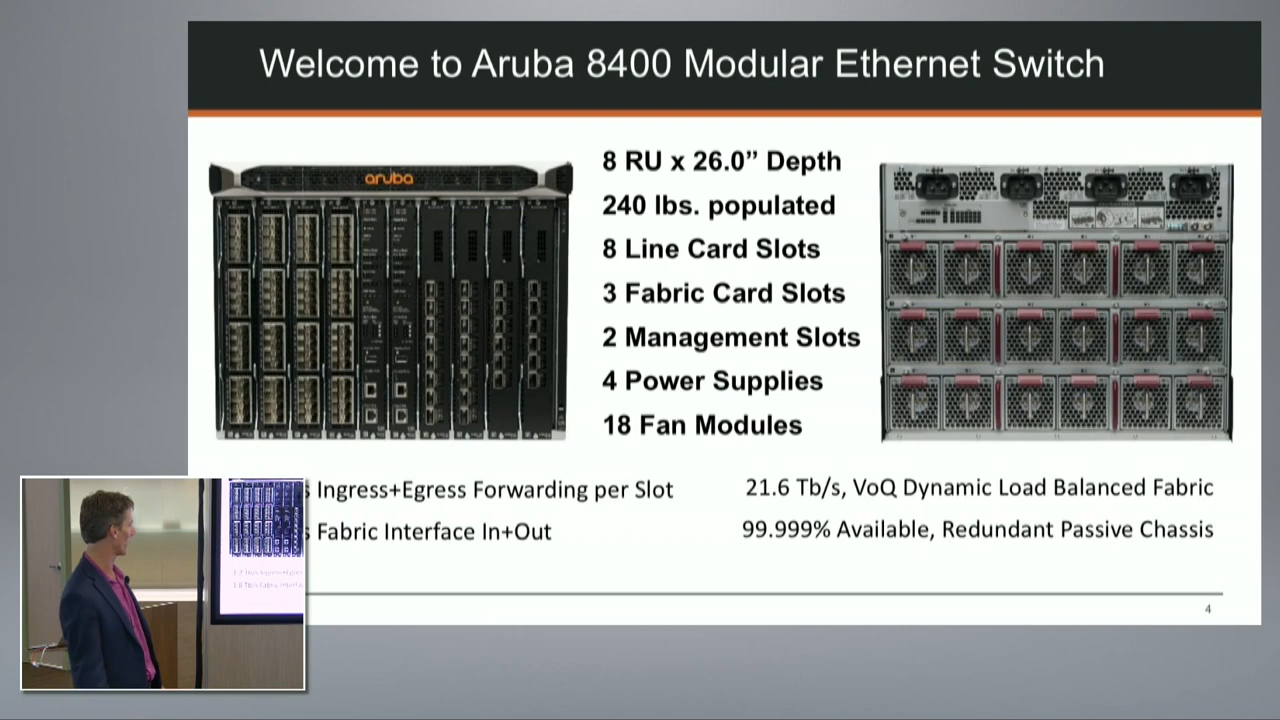 Welcome to Aruba 8400 Modular Ethernet Switch
aruba
8 RU x 26.0” Depth
240 lbs. populated
8 Line Card Slots
3 Fabric Card Slots
2 Management Slots
4 Power Supplies
18 Fan Modules
s Ingress+Egress Forwarding per Slot
s Fabric Interface In+Out
21.6 Tb/s, VoQ Dynamic Load Balanced Fabric
99.999% Available, Redundant Passive Chassis
4